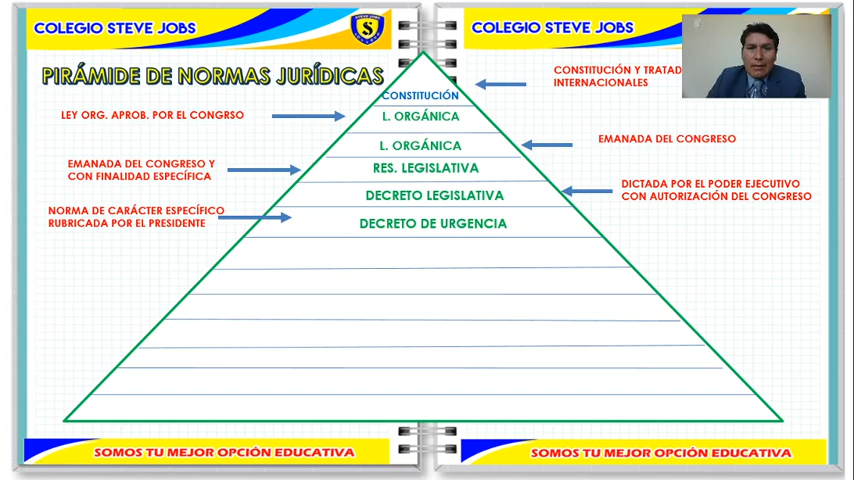 COLEGIO STEVE JOBS
COLEGIO STEVE JOBS
PIRÁMIDE DE NORMAS JURÍDICAS
CONSTITUCIÓN Y
INTERNACIONALES
CONSTITUCIÓN
LEY ORG. APROB. POR EL CONGRSO
L. ORGÁNICA
EMANADA DEL CONGRESO
L. ORGÁNICA
EMANADA DEL CONGRESO Y
CON FINALIDAD ESPECÍFICA
RES. LEGISLATIVA
DICTADA POR EL PODER EJECUTIVO
CON AUTORIZACIÓN DEL CONGRESO
DECRETO LEGISLATIVA
NORMA DE CARÁCTER ESPECÍFICO
RUBRICADA POR EL PRESIDENTE
DECRETO DE URGENCIA
SOMOS TU MEJOR OPCIÓN EDUCATIVA
SOMOS TU MEJOR OPCIÓN EDUCATIVA